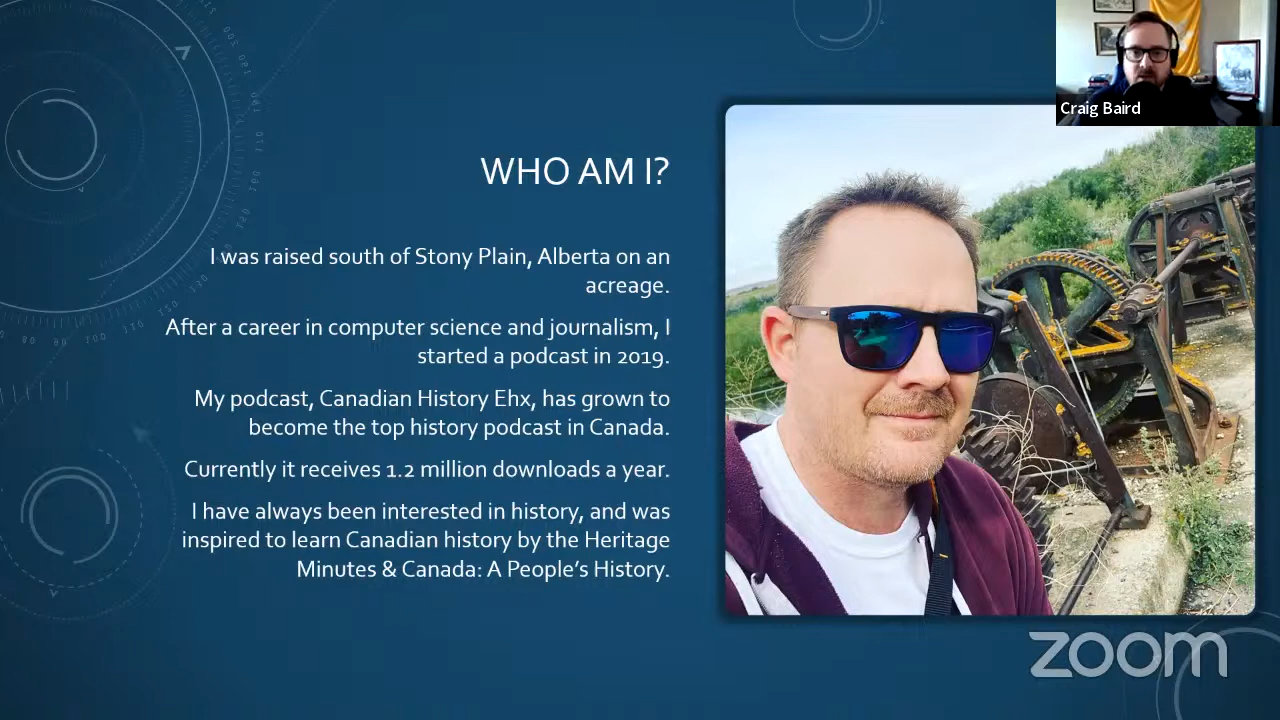 Craig Baird
WHO AM I?
I was raised south of Stony Plain, Alberta on an
acreage.
After a career in computer science and journalism, I
started a podcast in 2019.
My podcast, Canadian History Ehx, has grown to
become the top history podcast in Canada.
Currently it receives 1.2 million downloads a year.
I have always been interested in history, and was
inspired to learn Canadian history by the Heritage
Minutes & Canada: A People's History.
zoom